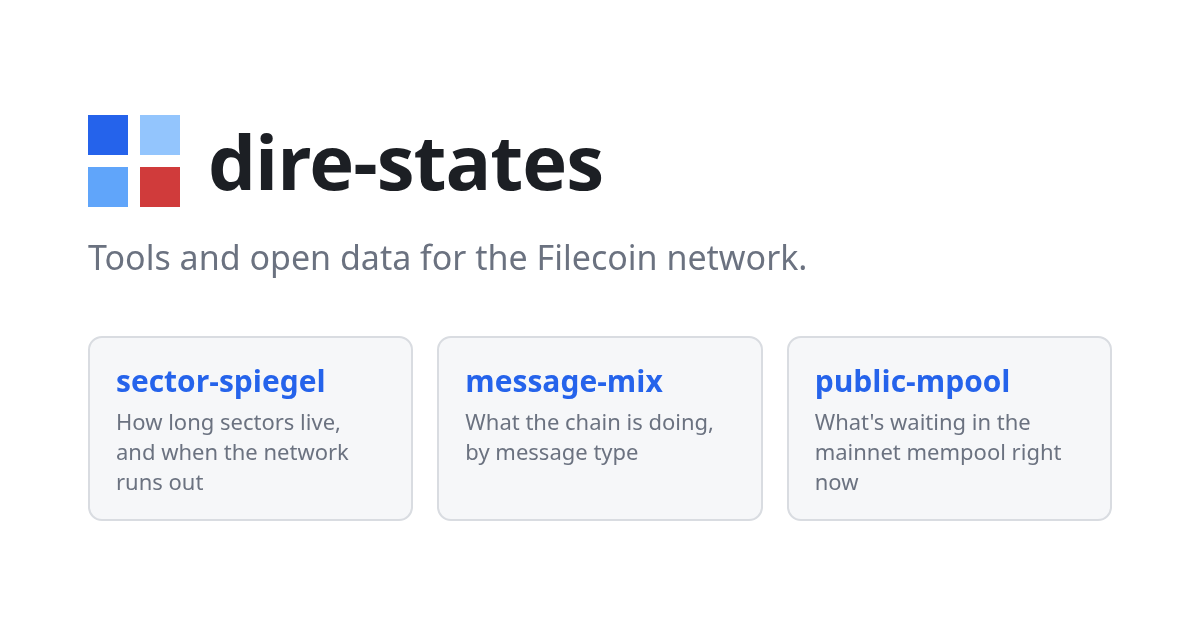 dire-states
Tools and open data for the Filecoin network.
sector-spiegel
How long sectors live,
and when the network
runs out
message-mix
What the chain is doing,
by message type
public-mpool
What's waiting in the
mainnet mempool right
now